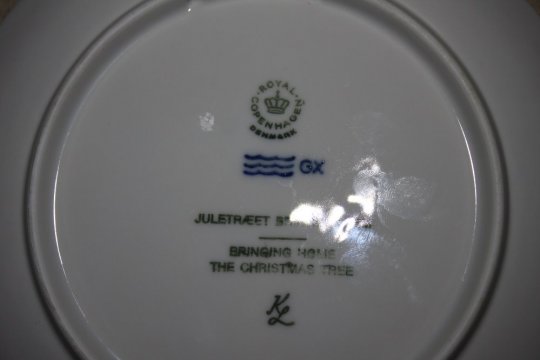 ROYAL COPENHAGEN
DENMARK
GX
JULETRÆET
BRINGING HOME
THE CHRISTMAS TREE
KL